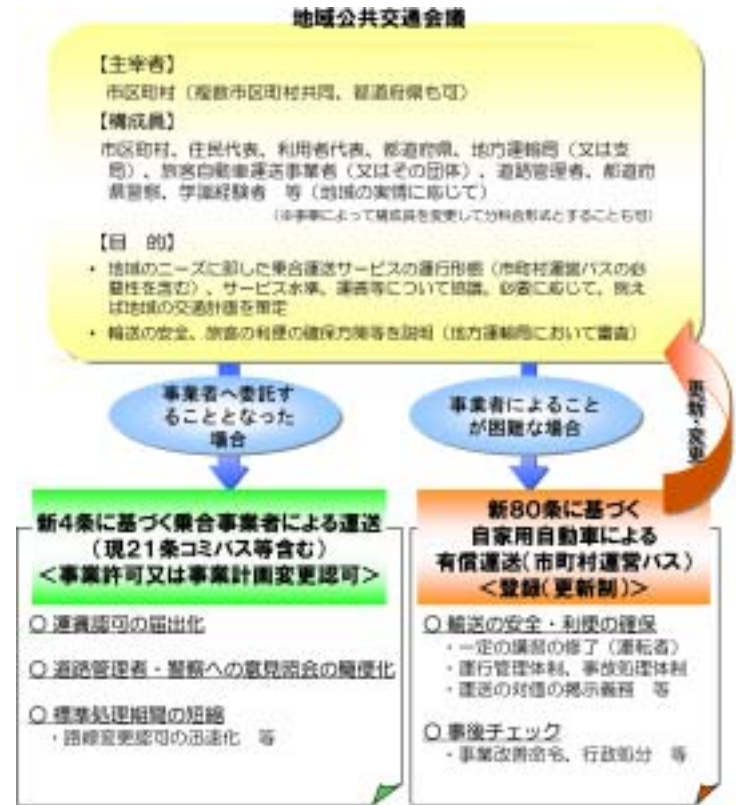 地域公共交通会議
【主宰者】
市区町村（複数市区町村共同、都道府県も可）
【構成員】
市区町村、住民代表、利用者代表、都道府県、地方運輸局（又は支
局）、旅客自動車運送事業者（又はその団体）、道路管理者、都道府
県警察、学識経験者　等（地域の実情に応じて）
（※事案によって構成員を変更して分科会形式とすることも可）
【目　的】
・ 地域のニーズに即した乗合運送サービスの運行形態（市町村運営バスの必
要性を含む）、サービス水準、運賃等について協議、必要に応じて、例え
ば地域の交通計画を策定
・ 輸送の安全、旅客の利便の確保方策等を説明（地方運輸局において審査）
事業者へ委託す
ることとなった
場合
事業者によること
が困難な場合
更新・変更
新4条に基づく乗合事業者による運送
（現21条コミバス等含む）
＜事業許可又は事業計画変更認可＞
○ 運賃認可の届出化
○ 道路管理者・警察への意見照会の簡便化
○ 標準処理期間の短縮
・路線変更認可の迅速化　等
新80条に基づく
自家用自動車による
有償運送（市町村運営バス）
＜登録（更新制）＞
○ 輸送の安全・利便の確保
・一定の講習の修了（運転者）
・運行管理体制、事故処理体制
・運送の対価の掲示義務　等
○ 事後チェック
・事業改善命令、行政処分　等